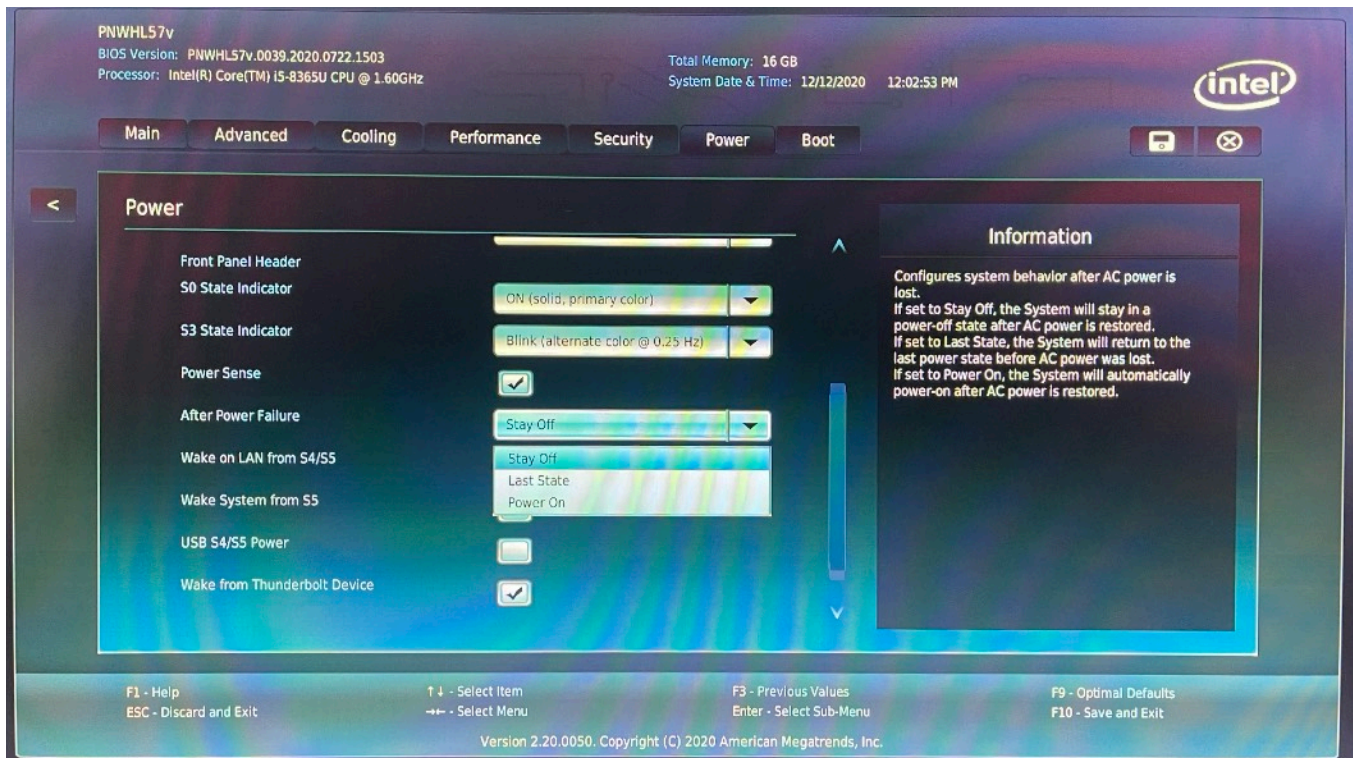 PNWHL57v
BIOS Version: PNWHL57v.0039.2020.0722.1503
Processor: Intel(R) Core(TM) i5-8365U CPU @ 1.60GHz
Total Memory: 16 GB
System Date & Time: 12/12/2020 12:02:53 PM
intel
Main Advanced Cooling Performance Security Power Boot
<
Power
Front Panel Header
S0 State Indicator
ON (solid, primary color)
S3 State Indicator
Blink (alternate color @ 0.25 Hz)
Power Sense
After Power Failure
Stay Off
Stay Off
Last State
Power On
Wake on LAN from S4/S5
Wake System from S5
USB S4/S5 Power
Wake from Thunderbolt Device
Information
Configures system behavior after AC power is
lost.
If set to Stay Off, the System will stay in a
power-off state after AC power is restored.
If set to Last State, the System will return to the
last power state before AC power was lost.
If set to Power On, the System will automatically
power-on after AC power is restored.
F1 - Help
ESC - Discard and Exit
↑↓ - Select Item
→← - Select Menu
F3 - Previous Values
Enter - Select Sub-Menu
F9 - Optimal Defaults
F10 - Save and Exit
Version 2.20.0050. Copyright (C) 2020 American Megatrends, Inc.